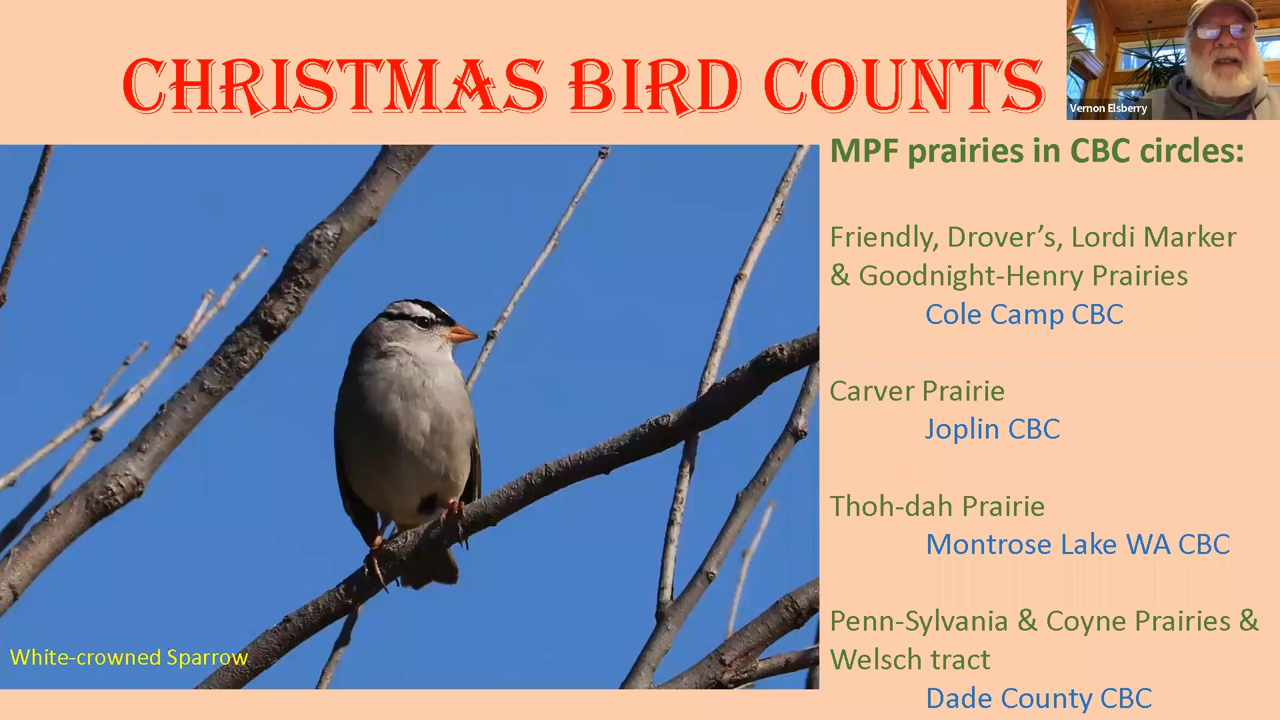 CHRISTMAS BIRD COUNTS
Vernon Elsberry
MPF prairies in CBC circles:
Friendly, Drover’s, Lordi Marker
& Goodnight-Henry Prairies
Cole Camp CBC
Carver Prairie
Joplin CBC
Thoh-dah Prairie
Montrose Lake WA CBC
Penn-Sylvania & Coyne Prairies &
Welsch tract
Dade County CBC
White-crowned Sparrow